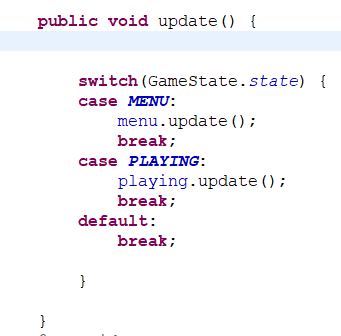 public void update() {
switch(GameState.state) {
case MENU:
menu.update();
break;
case PLAYING:
playing.update();
break;
default:
break;
}
}